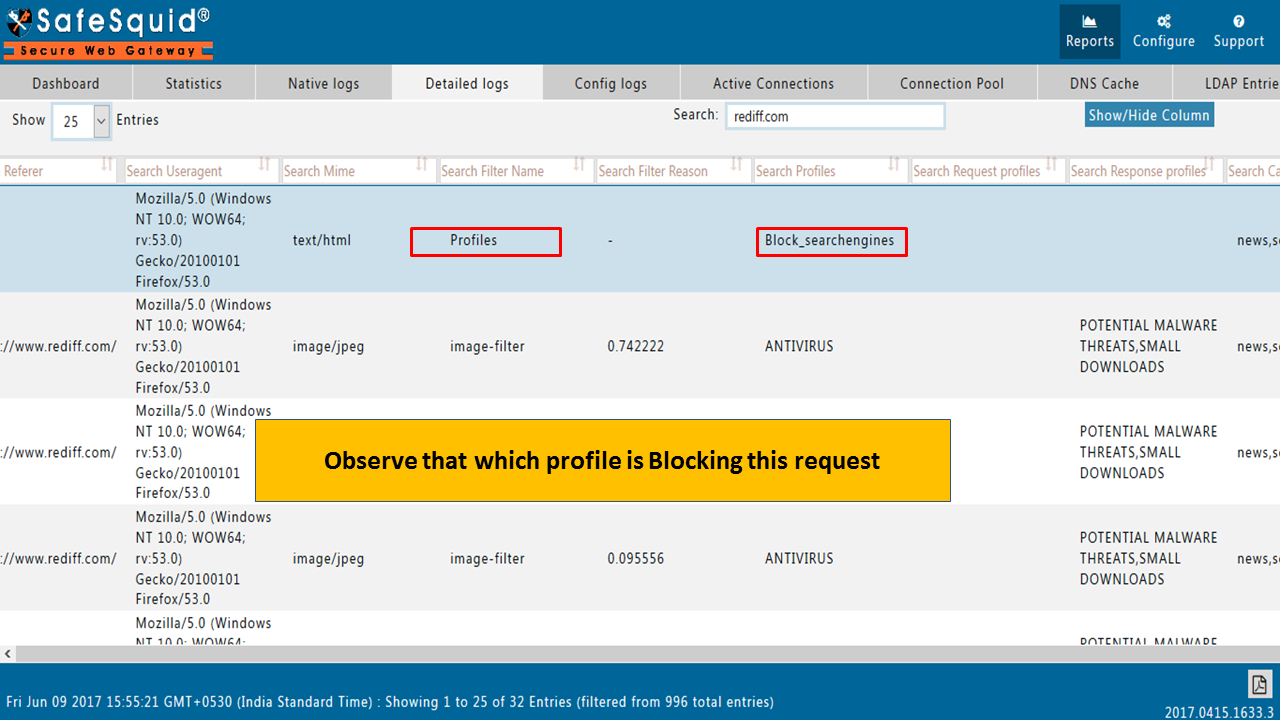 SafeSquid®
Secure Web Gateway
Reports Configure Support
Dashboard Statistics Native logs Detailed logs Config logs Active Connections Connection Pool DNS Cache LDAP Entrie
Show 25 Entries Search: rediff.com Show/Hide Column
Referer Search Useragent Search Mime Search Filter Name Search Filter Reason Search Profiles Search Request profiles Search Response profiles Search Ca
Mozilla/5.0 (Windows
NT 10.0; WOW64;
rv:53.0) text/html Profiles - Block_searchengines news,s
Gecko/20100101
Firefox/53.0
Mozilla/5.0 (Windows
NT 10.0; WOW64; POTENTIAL MALWARE
://www.rediff.com/ rv:53.0) image/jpeg image-filter 0.742222 ANTIVIRUS THREATS,SMALL news,s
Gecko/20100101 DOWNLOADS
Firefox/53.0
Mozilla/5.0 (Windows
NT 10.0; WOW64; POTENTIAL MALWARE
://www.rediff.com/ rv:53.0) THREATS,SMALL news,s
Gecko/20100101 DOWNLOADS
Firefox/53.0
Observe that which profile is Blocking this request
Mozilla/5.0 (Windows
NT 10.0; WOW64; POTENTIAL MALWARE
://www.rediff.com/ rv:53.0) image/jpeg image-filter 0.095556 ANTIVIRUS THREATS,SMALL news,s
Gecko/20100101 DOWNLOADS
Firefox/53.0
Mozilla/5.0 (Windows
NT 10.0; WOW64; POTENTIAL MALWARE
Fri Jun 09 2017 15:55:21 GMT+0530 (India Standard Time) : Showing 1 to 25 of 32 Entries (filtered from 996 total entries)
2017.0415.1633.3